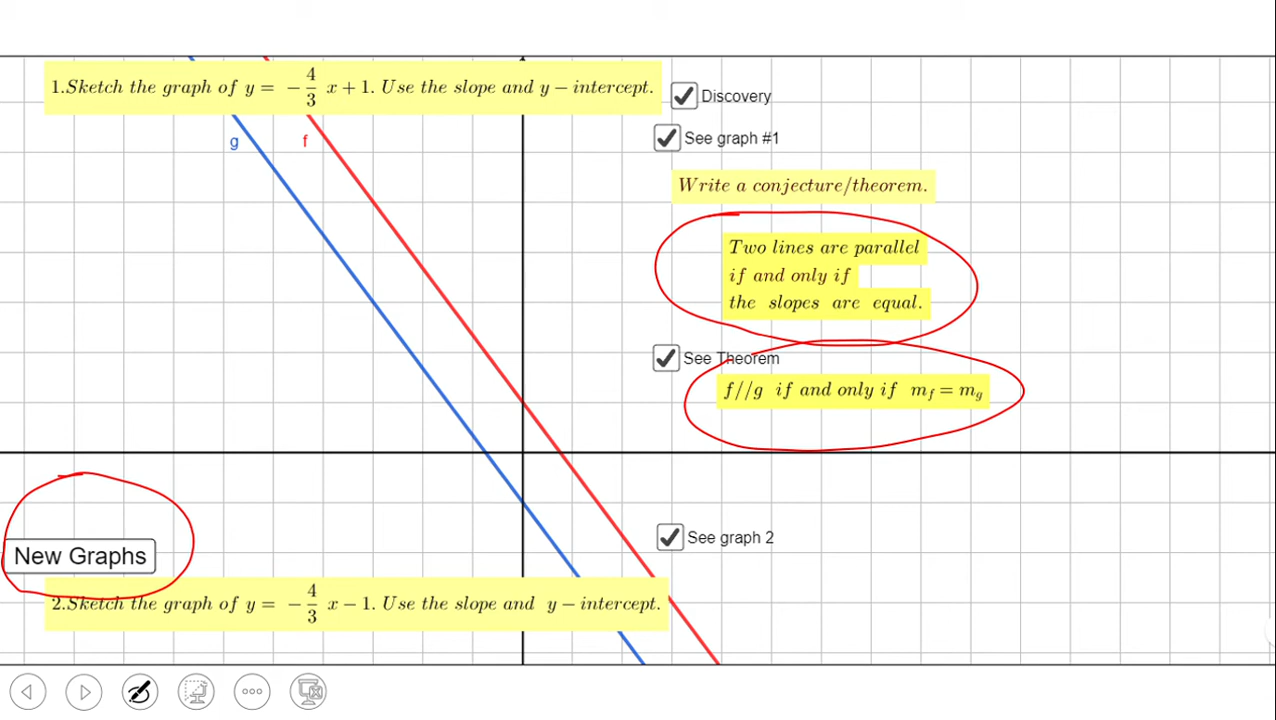 1.Sketch the graph of y = −4/3 x + 1. Use the slope and y − intercept.
Discovery
See graph #1
g
f
Write a conjecture/theorem.
Two lines are parallel
if and only if
the slopes are equal.
See Theorem
f//g if and only if m_f = m_g
See graph 2
New Graphs
2.Sketch the graph of y = −4/3 x − 1. Use the slope and y − intercept.